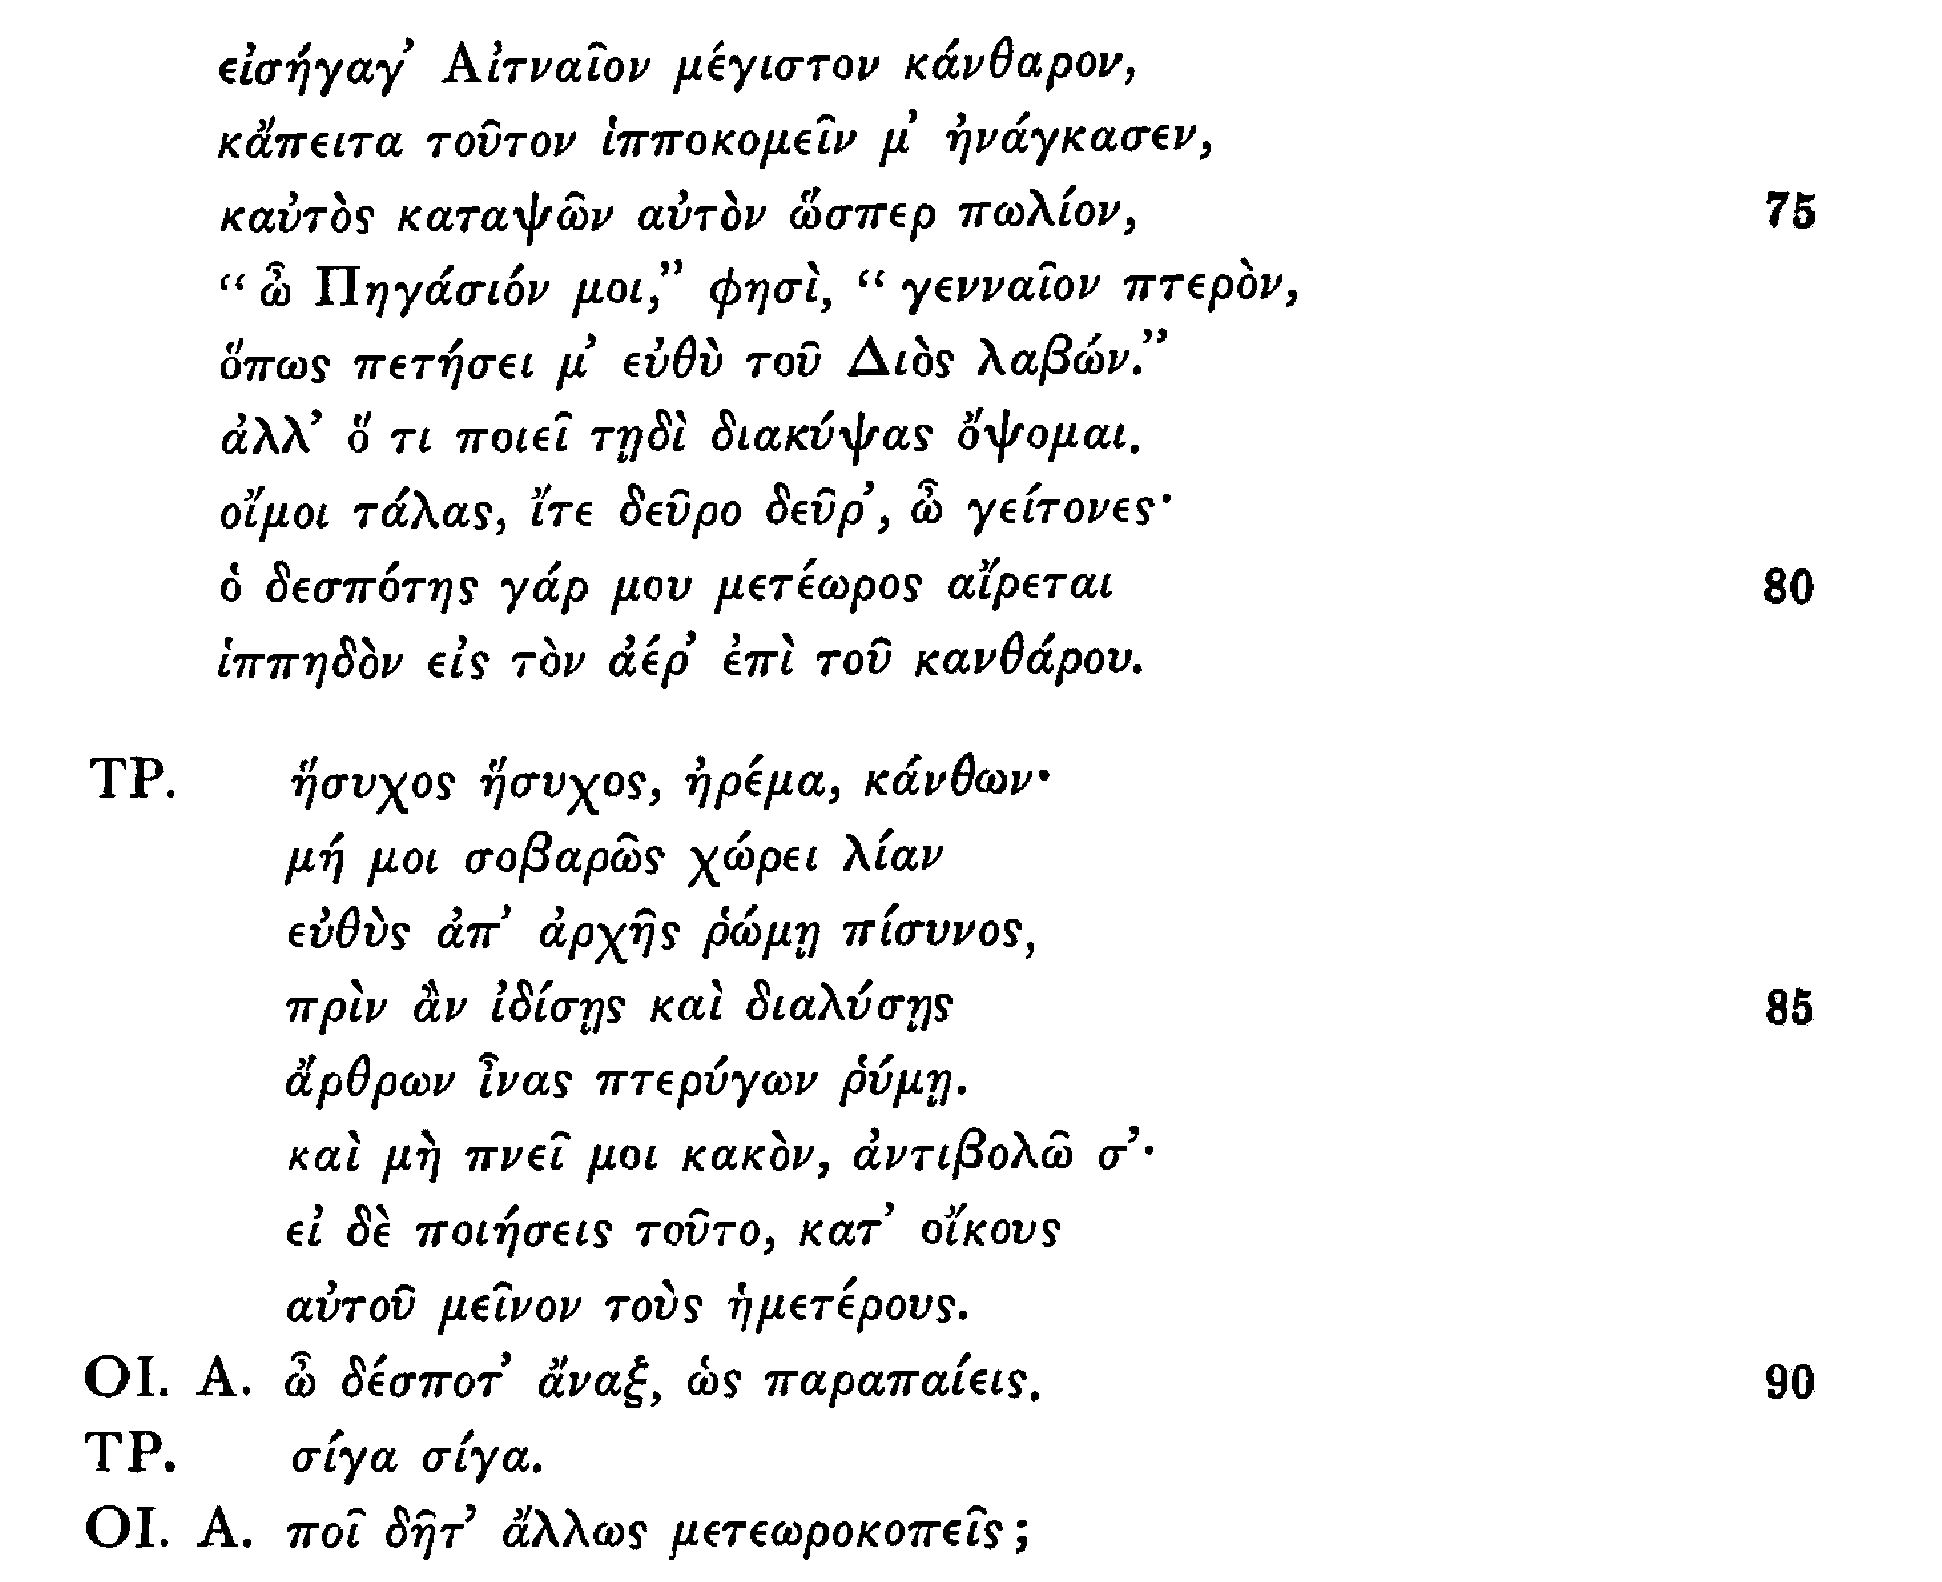 εἰσήγαγ’ Αἰτναῖον μέγιστον κάνθαρον,
κἄπειτα τοῦτον ἱπποκομεῖν μ’ ἠνάγκασεν,
καὐτὸς καταψῶν αὐτὸν ὥσπερ πωλίον, 75
“ ὦ Πηγάσιόν μοι,” φησὶ, “ γενναῖον πτερὸν,
ὅπως πετήσει μ’ εὐθὺ τοῦ Διὸς λαβών.”
ἀλλ’ ὅ τι ποιεῖ τῃδὶ διακύψας ὄψομαι.
οἴμοι τάλας, ἴτε δεῦρο δεῦρ’, ὦ γείτονες·
ὁ δεσπότης γάρ μου μετέωρος αἴρεται 80
ἱππηδὸν εἰς τὸν ἀέρ’ ἐπὶ τοῦ κανθάρου.
ΤΡ. ἥσυχος ἥσυχος, ἠρέμα, κάνθων·
μή μοι σοβαρῶς χώρει λίαν
εὐθὺς ἀπ’ ἀρχῆς ῥώμῃ πίσυνος,
πρὶν ἂν ἰδίσῃς καὶ διαλύσῃς 85
ἄρθρων ἶνας πτερύγων ῥύμῃ.
καὶ μὴ πνεῖ μοι κακὸν, ἀντιβολῶ σ’·
εἰ δὲ ποιήσεις τοῦτο, κατ’ οἴκους
αὐτοῦ μεῖνον τοὺς ἡμετέρους.
ΟΙ. Α. ὦ δέσποτ’ ἄναξ, ὡς παραπαίεις. 90
ΤΡ. σίγα σίγα.
ΟΙ. Α. ποῖ δῆτ’ ἄλλως μετεωροκοπεῖς ;